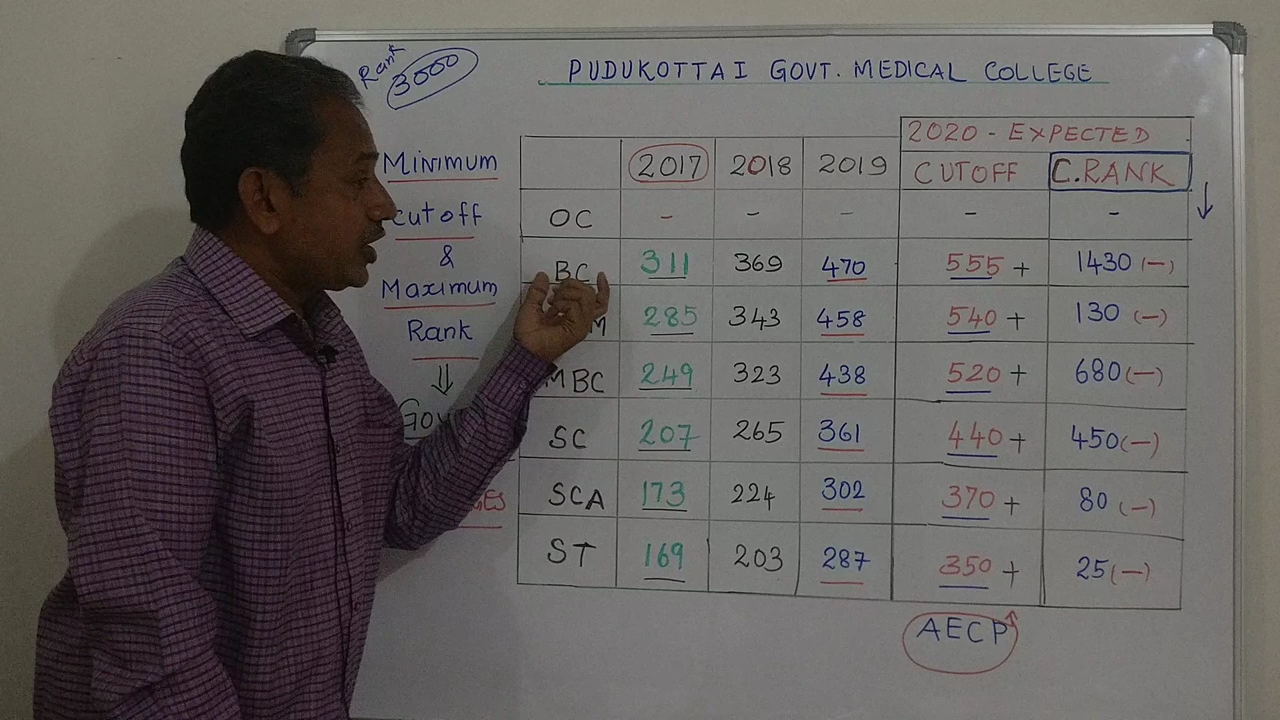 Rank
3000
PUDUKOTTAI GOVT. MEDICAL COLLEGE
Minimum
cutoff
&
Maximum
Rank
⇓
2020 - EXPECTED
2017 2018 2019 CUTOFF C.RANK
OC - - - - -
BC 311 369 470 555+ 1430(-)
285 343 458 540+ 130(-)
MBC 249 323 438 520+ 680(-)
SC 207 265 361 440+ 450(-)
SCA 173 224 302 370+ 80(-)
ST 169 203 287 350+ 25(-)
AECP